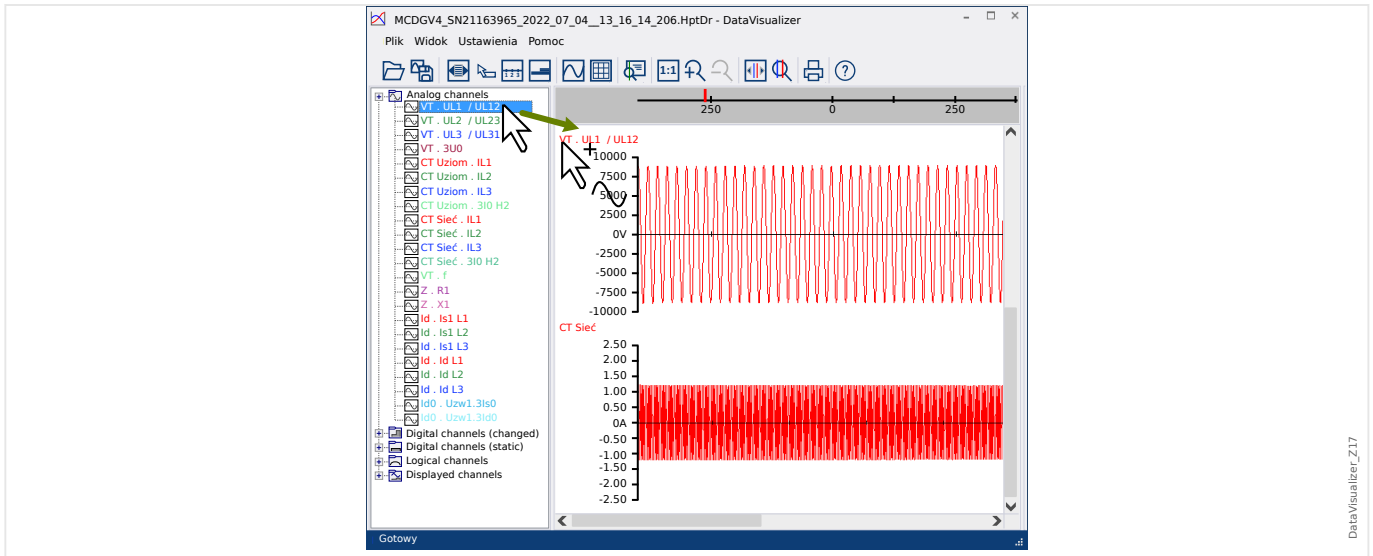 MCDGV4_SN21163965_2022_07_04__13_16_14_206.HptDr - DataVisualizer
Plik Widok Ustawienia Pomoc
1:1
Analog channels
VT . UL1 / UL12
VT . UL2 / UL23
VT . UL3 / UL31
VT . 3U0
CT Uziom . IL1
CT Uziom . IL2
CT Uziom . IL3
CT Uziom . 3I0 H2
CT Sieć . IL1
CT Sieć . IL2
CT Sieć . IL3
CT Sieć . 3I0 H2
VT . f
Z . R1
Z . X1
Id . Is1 L1
Id . Is1 L2
Id . Is1 L3
Id . Id L1
Id . Id L2
Id . Id L3
Id0 . Uzw1.3Is0
Id0 . Uzw1.3Id0
Digital channels (changed)
Digital channels (static)
Logical channels
Displayed channels
250 0 250
VT . UL1 / UL12
10000
7500
5000
2500
0V
-2500
-5000
-7500
-10000
CT Sieć
2.50
2.00
1.50
1.00
0.50
0A
-0.50
-1.00
-1.50
-2.00
-2.50
Gotowy
DataVisualizer_Z17